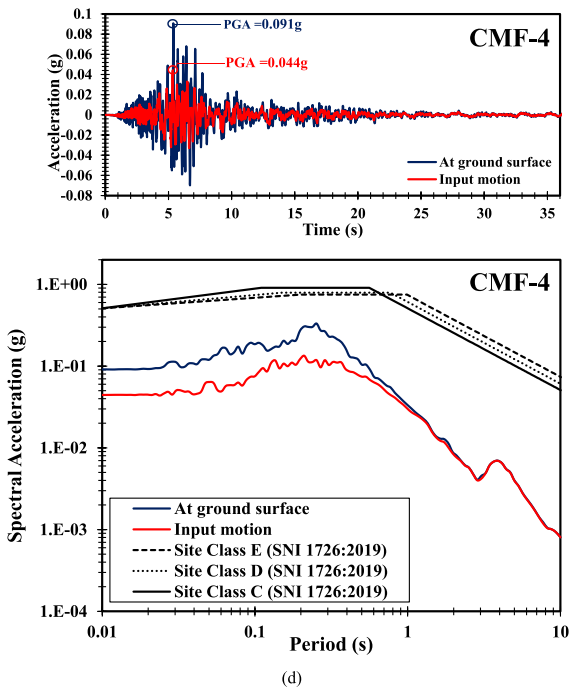 CMF-4
PGA =0.091g
PGA =0.044g
Acceleration (g)
0.1
0.08
0.06
0.04
0.02
0
-0.02
-0.04
-0.06
-0.08
At ground surface
Input motion
0 5 10 15 20 25 30 35
Time (s)
CMF-4
Spectral Acceleration (g)
1.E+00
1.E-01
1.E-02
1.E-03
1.E-04
At ground surface
Input motion
Site Class E (SNI 1726:2019)
Site Class D (SNI 1726:2019)
Site Class C (SNI 1726:2019)
0.01 0.1 1 10
Period (s)
(d)